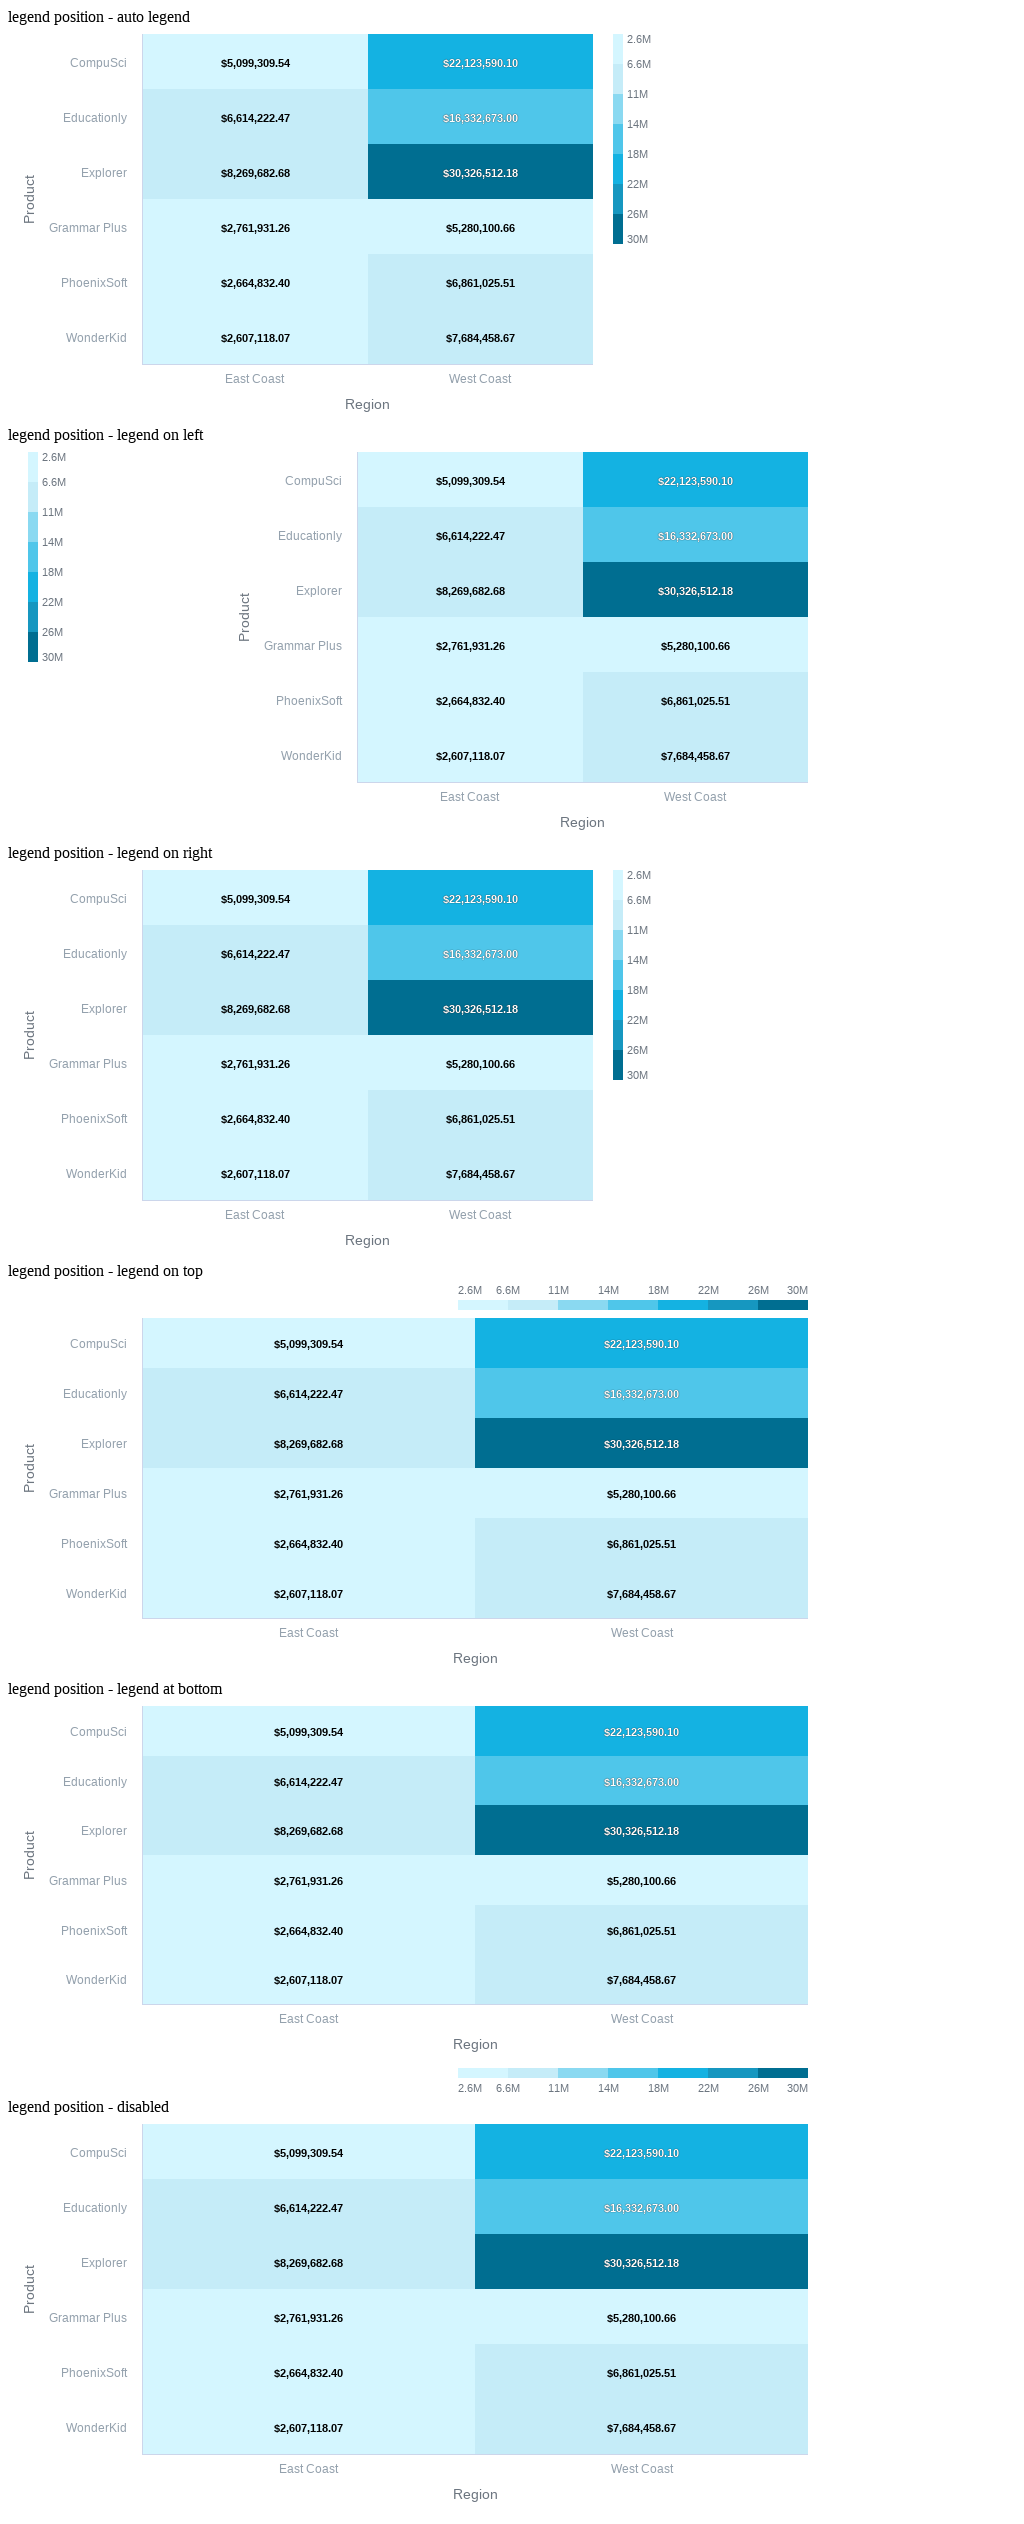 legend position - auto legend
CompuSci $5,099,309.54 $22,123,590.10
Educationly $6,614,222.47 $16,332,673.00
Explorer $8,269,682.68 $30,326,512.18
Grammar Plus $2,761,931.26 $5,280,100.66
PhoenixSoft $2,664,832.40 $6,861,025.51
WonderKid $2,607,118.07 $7,684,458.67
Product
East Coast West Coast
Region
2.6M
6.6M
11M
14M
18M
22M
26M
30M
legend position - legend on left
2.6M
6.6M
11M
14M
18M
22M
26M
30M
CompuSci $5,099,309.54 $22,123,590.10
Educationly $6,614,222.47 $16,332,673.00
Explorer $8,269,682.68 $30,326,512.18
Grammar Plus $2,761,931.26 $5,280,100.66
PhoenixSoft $2,664,832.40 $6,861,025.51
WonderKid $2,607,118.07 $7,684,458.67
Product
East Coast West Coast
Region
legend position - legend on right
CompuSci $5,099,309.54 $22,123,590.10
Educationly $6,614,222.47 $16,332,673.00
Explorer $8,269,682.68 $30,326,512.18
Grammar Plus $2,761,931.26 $5,280,100.66
PhoenixSoft $2,664,832.40 $6,861,025.51
WonderKid $2,607,118.07 $7,684,458.67
Product
East Coast West Coast
Region
2.6M
6.6M
11M
14M
18M
22M
26M
30M
legend position - legend on top
2.6M 6.6M 11M 14M 18M 22M 26M 30M
CompuSci $5,099,309.54 $22,123,590.10
Educationly $6,614,222.47 $16,332,673.00
Explorer $8,269,682.68 $30,326,512.18
Grammar Plus $2,761,931.26 $5,280,100.66
PhoenixSoft $2,664,832.40 $6,861,025.51
WonderKid $2,607,118.07 $7,684,458.67
Product
East Coast West Coast
Region
legend position - legend at bottom
CompuSci $5,099,309.54 $22,123,590.10
Educationly $6,614,222.47 $16,332,673.00
Explorer $8,269,682.68 $30,326,512.18
Grammar Plus $2,761,931.26 $5,280,100.66
PhoenixSoft $2,664,832.40 $6,861,025.51
WonderKid $2,607,118.07 $7,684,458.67
Product
East Coast West Coast
Region
2.6M 6.6M 11M 14M 18M 22M 26M 30M
legend position - disabled
CompuSci $5,099,309.54 $22,123,590.10
Educationly $6,614,222.47 $16,332,673.00
Explorer $8,269,682.68 $30,326,512.18
Grammar Plus $2,761,931.26 $5,280,100.66
PhoenixSoft $2,664,832.40 $6,861,025.51
WonderKid $2,607,118.07 $7,684,458.67
Product
East Coast West Coast
Region